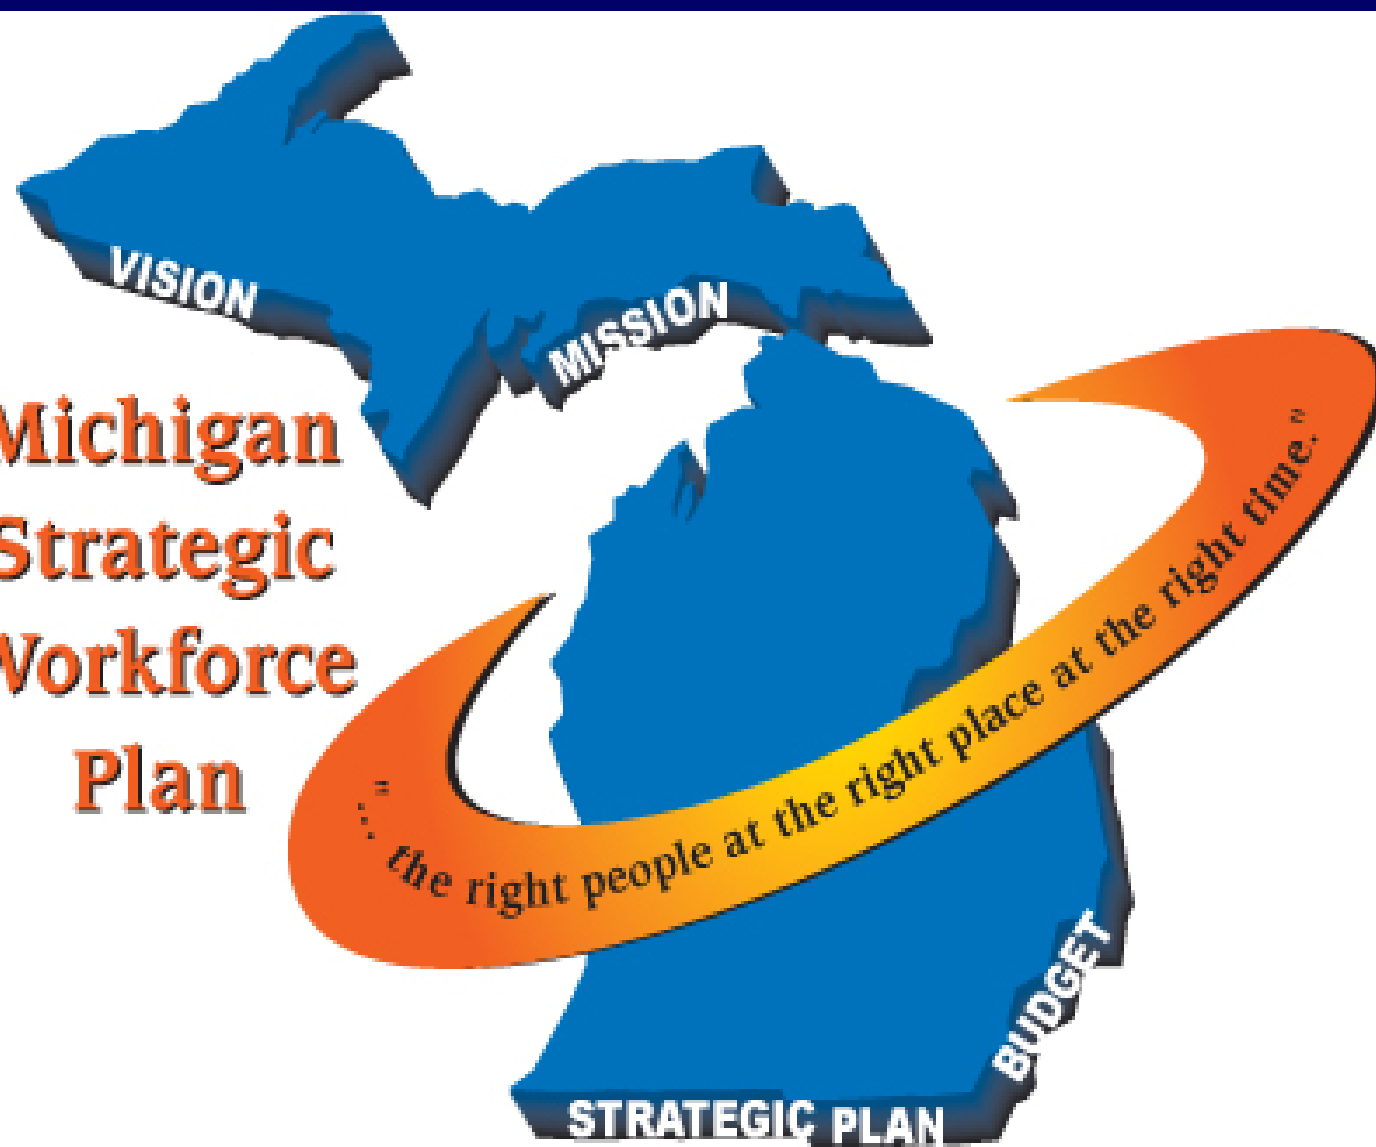 VISION
MISSION
Michigan
Strategic
Workforce
Plan
"... the right people at the right place at the right time."
BUDGET
STRATEGIC PLAN